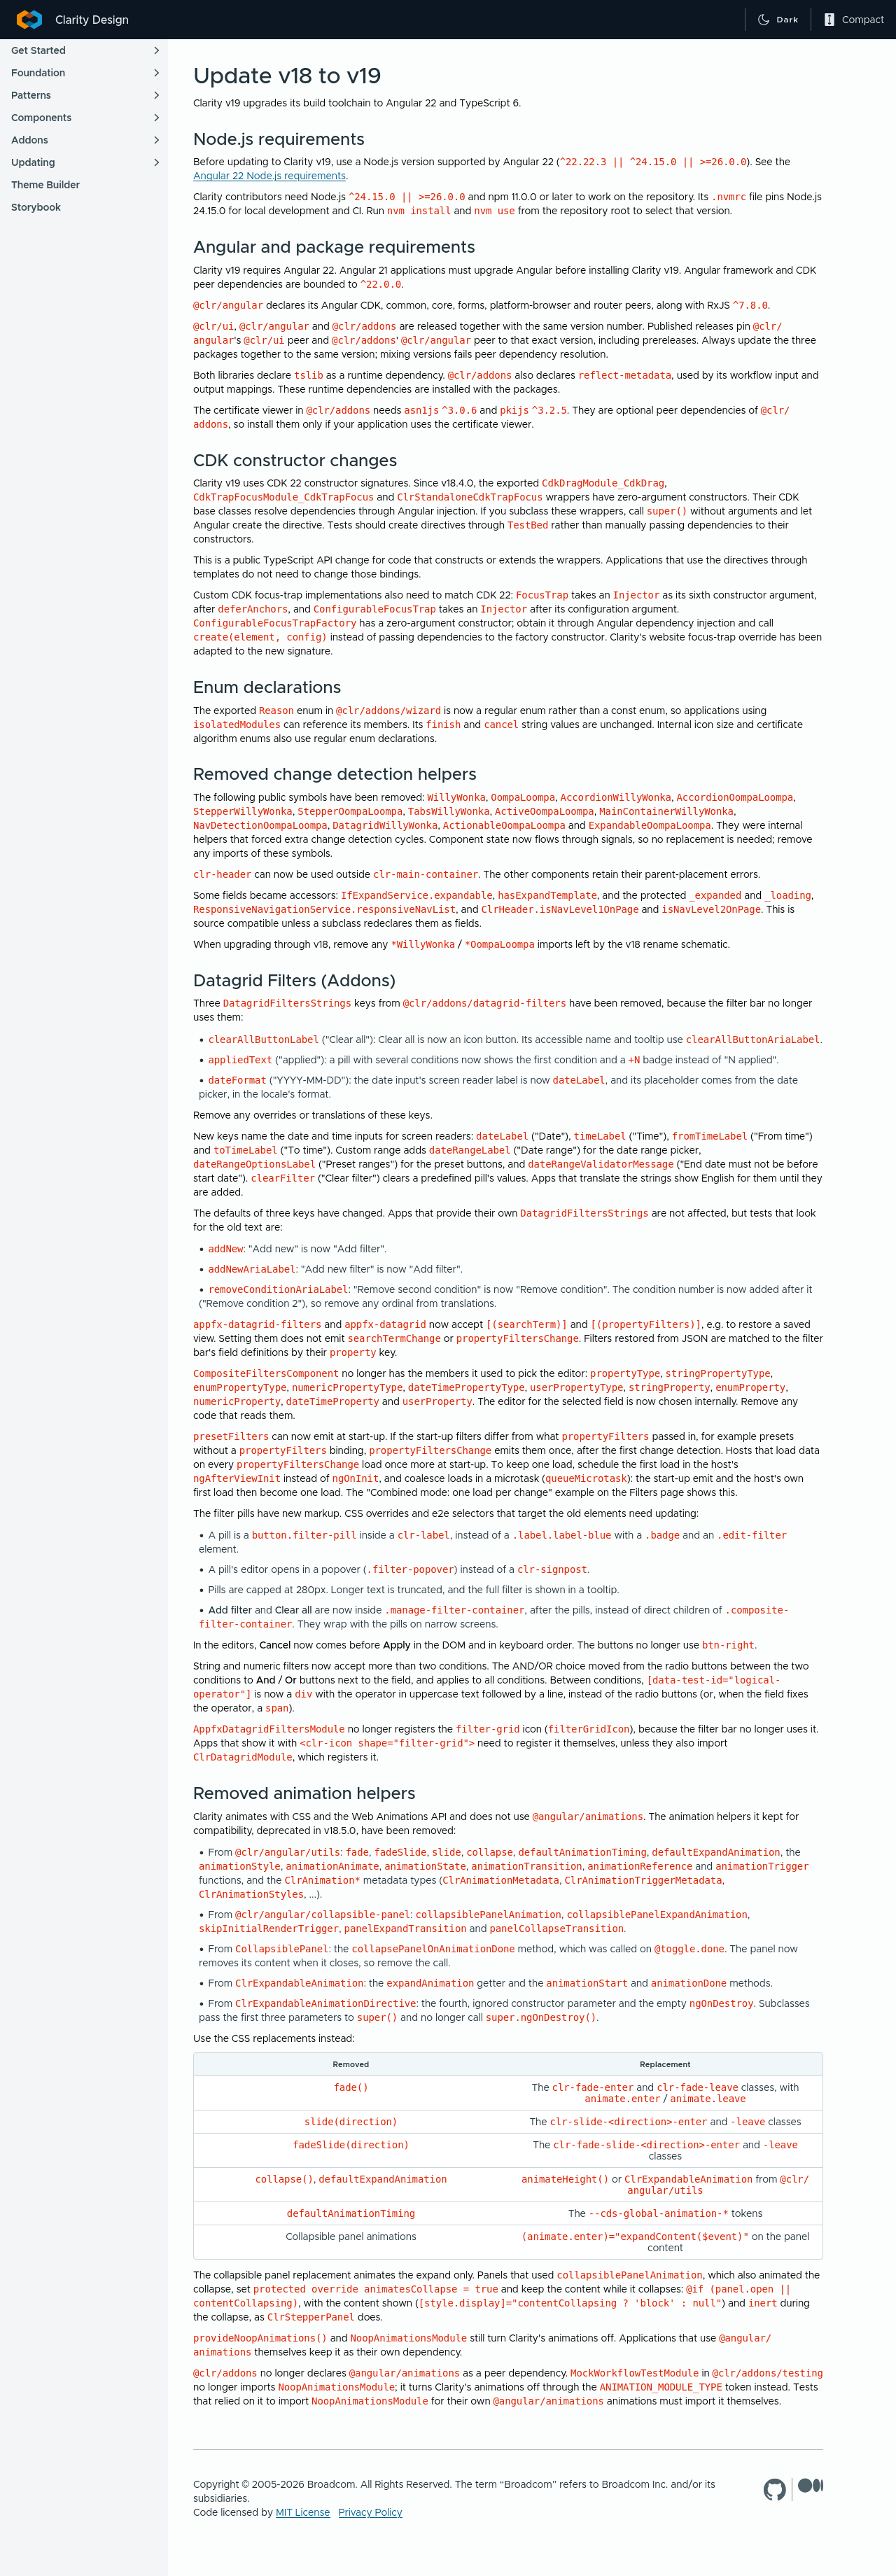 Clarity Design
Dark
Compact
Get Started
Foundation
Patterns
Components
Addons
Updating
Theme Builder
Storybook
Update v18 to v19
Clarity v19 upgrades its build toolchain to Angular 22 and TypeScript 6.
Node.js requirements
Before updating to Clarity v19, use a Node.js version supported by Angular 22 (^22.22.3 || ^24.15.0 || >=26.0.0). See the
Angular 22 Node.js requirements.
Clarity contributors need Node.js ^24.15.0 || >=26.0.0 and npm 11.0.0 or later to work on the repository. Its .nvmrc file pins Node.js
24.15.0 for local development and CI. Run nvm install and nvm use from the repository root to select that version.
Angular and package requirements
Clarity v19 requires Angular 22. Angular 21 applications must upgrade Angular before installing Clarity v19. Angular framework and CDK
peer dependencies are bounded to ^22.0.0.
@clr/angular declares its Angular CDK, common, core, forms, platform-browser and router peers, along with RxJS ^7.8.0.
@clr/ui, @clr/angular and @clr/addons are released together with the same version number. Published releases pin @clr/
angular's @clr/ui peer and @clr/addons' @clr/angular peer to that exact version, including prereleases. Always update the three
packages together to the same version; mixing versions fails peer dependency resolution.
Both libraries declare tslib as a runtime dependency. @clr/addons also declares reflect-metadata, used by its workflow input and
output mappings. These runtime dependencies are installed with the packages.
The certificate viewer in @clr/addons needs asn1js ^3.0.6 and pkijs ^3.2.5. They are optional peer dependencies of @clr/
addons, so install them only if your application uses the certificate viewer.
CDK constructor changes
Clarity v19 uses CDK 22 constructor signatures. Since v18.4.0, the exported CdkDragModule_CdkDrag,
CdkTrapFocusModule_CdkTrapFocus and ClrStandaloneCdkTrapFocus wrappers have zero-argument constructors. Their CDK
base classes resolve dependencies through Angular injection. If you subclass these wrappers, call super() without arguments and let
Angular create the directive. Tests should create directives through TestBed rather than manually passing dependencies to their
constructors.
This is a public TypeScript API change for code that constructs or extends the wrappers. Applications that use the directives through
templates do not need to change those bindings.
Custom CDK focus-trap implementations also need to match CDK 22: FocusTrap takes an Injector as its sixth constructor argument,
after deferAnchors, and ConfigurableFocusTrap takes an Injector after its configuration argument.
ConfigurableFocusTrapFactory has a zero-argument constructor; obtain it through Angular dependency injection and call
create(element, config) instead of passing dependencies to the factory constructor. Clarity's website focus-trap override has been
adapted to the new signature.
Enum declarations
The exported Reason enum in @clr/addons/wizard is now a regular enum rather than a const enum, so applications using
isolatedModules can reference its members. Its finish and cancel string values are unchanged. Internal icon size and certificate
algorithm enums also use regular enum declarations.
Removed change detection helpers
The following public symbols have been removed: WillyWonka, OompaLoompa, AccordionWillyWonka, AccordionOompaLoompa,
StepperWillyWonka, StepperOompaLoompa, TabsWillyWonka, ActiveOompaLoompa, MainContainerWillyWonka,
NavDetectionOompaLoompa, DatagridWillyWonka, ActionableOompaLoompa and ExpandableOompaLoompa. They were internal
helpers that forced extra change detection cycles. Component state now flows through signals, so no replacement is needed; remove
any imports of these symbols.
clr-header can now be used outside clr-main-container. The other components retain their parent-placement errors.
Some fields became accessors: IfExpandService.expandable, hasExpandTemplate, and the protected _expanded and _loading,
ResponsiveNavigationService.responsiveNavList, and ClrHeader.isNavLevel1OnPage and isNavLevel2OnPage. This is
source compatible unless a subclass redeclares them as fields.
When upgrading through v18, remove any *WillyWonka / *OompaLoompa imports left by the v18 rename schematic.
Datagrid Filters (Addons)
Three DatagridFiltersStrings keys from @clr/addons/datagrid-filters have been removed, because the filter bar no longer
uses them:
• clearAllButtonLabel ("Clear all"): Clear all is now an icon button. Its accessible name and tooltip use clearAllButtonAriaLabel.
• appliedText ("applied"): a pill with several conditions now shows the first condition and a +N badge instead of "N applied".
• dateFormat ("YYYY-MM-DD"): the date input's screen reader label is now dateLabel, and its placeholder comes from the date
picker, in the locale's format.
Remove any overrides or translations of these keys.
New keys name the date and time inputs for screen readers: dateLabel ("Date"), timeLabel ("Time"), fromTimeLabel ("From time")
and toTimeLabel ("To time"). Custom range adds dateRangeLabel ("Date range") for the date range picker,
dateRangeOptionsLabel ("Preset ranges") for the preset buttons, and dateRangeValidatorMessage ("End date must not be before
start date"). clearFilter ("Clear filter") clears a predefined pill's values. Apps that translate the strings show English for them until they
are added.
The defaults of three keys have changed. Apps that provide their own DatagridFiltersStrings are not affected, but tests that look
for the old text are:
• addNew: "Add new" is now "Add filter".
• addNewAriaLabel: "Add new filter" is now "Add filter".
• removeConditionAriaLabel: "Remove second condition" is now "Remove condition". The condition number is now added after it
("Remove condition 2"), so remove any ordinal from translations.
appfx-datagrid-filters and appfx-datagrid now accept [(searchTerm)] and [(propertyFilters)], e.g. to restore a saved
view. Setting them does not emit searchTermChange or propertyFiltersChange. Filters restored from JSON are matched to the filter
bar's field definitions by their property key.
CompositeFiltersComponent no longer has the members it used to pick the editor: propertyType, stringPropertyType,
enumPropertyType, numericPropertyType, dateTimePropertyType, userPropertyType, stringProperty, enumProperty,
numericProperty, dateTimeProperty and userProperty. The editor for the selected field is now chosen internally. Remove any
code that reads them.
presetFilters can now emit at start-up. If the start-up filters differ from what propertyFilters passed in, for example presets
without a propertyFilters binding, propertyFiltersChange emits them once, after the first change detection. Hosts that load data
on every propertyFiltersChange load once more at start-up. To keep one load, schedule the first load in the host's
ngAfterViewInit instead of ngOnInit, and coalesce loads in a microtask (queueMicrotask): the start-up emit and the host's own
first load then become one load. The "Combined mode: one load per change" example on the Filters page shows this.
The filter pills have new markup. CSS overrides and e2e selectors that target the old elements need updating:
• A pill is a button.filter-pill inside a clr-label, instead of a .label.label-blue with a .badge and an .edit-filter
element.
• A pill's editor opens in a popover (.filter-popover) instead of a clr-signpost.
• Pills are capped at 280px. Longer text is truncated, and the full filter is shown in a tooltip.
• Add filter and Clear all are now inside .manage-filter-container, after the pills, instead of direct children of .composite-
filter-container. They wrap with the pills on narrow screens.
In the editors, Cancel now comes before Apply in the DOM and in keyboard order. The buttons no longer use btn-right.
String and numeric filters now accept more than two conditions. The AND/OR choice moved from the radio buttons between the two
conditions to And / Or buttons next to the field, and applies to all conditions. Between conditions, [data-test-id="logical-
operator"] is now a div with the operator in uppercase text followed by a line, instead of the radio buttons (or, when the field fixes
the operator, a span).
AppfxDatagridFiltersModule no longer registers the filter-grid icon (filterGridIcon), because the filter bar no longer uses it.
Apps that show it with <clr-icon shape="filter-grid"> need to register it themselves, unless they also import
ClrDatagridModule, which registers it.
Removed animation helpers
Clarity animates with CSS and the Web Animations API and does not use @angular/animations. The animation helpers it kept for
compatibility, deprecated in v18.5.0, have been removed:
• From @clr/angular/utils: fade, fadeSlide, slide, collapse, defaultAnimationTiming, defaultExpandAnimation, the
animationStyle, animationAnimate, animationState, animationTransition, animationReference and animationTrigger
functions, and the ClrAnimation* metadata types (ClrAnimationMetadata, ClrAnimationTriggerMetadata,
ClrAnimationStyles, ...).
• From @clr/angular/collapsible-panel: collapsiblePanelAnimation, collapsiblePanelExpandAnimation,
skipInitialRenderTrigger, panelExpandTransition and panelCollapseTransition.
• From CollapsiblePanel: the collapsePanelOnAnimationDone method, which was called on @toggle.done. The panel now
removes its content when it closes, so remove the call.
• From ClrExpandableAnimation: the expandAnimation getter and the animationStart and animationDone methods.
• From ClrExpandableAnimationDirective: the fourth, ignored constructor parameter and the empty ngOnDestroy. Subclasses
pass the first three parameters to super() and no longer call super.ngOnDestroy().
Use the CSS replacements instead:
Removed
Replacement
fade()
The clr-fade-enter and clr-fade-leave classes, with
animate.enter / animate.leave
slide(direction)
The clr-slide-<direction>-enter and -leave classes
fadeSlide(direction)
The clr-fade-slide-<direction>-enter and -leave
classes
collapse(), defaultExpandAnimation
animateHeight() or ClrExpandableAnimation from @clr/
angular/utils
defaultAnimationTiming
The --cds-global-animation-* tokens
Collapsible panel animations
(animate.enter)="expandContent($event)" on the panel
content
The collapsible panel replacement animates the expand only. Panels that used collapsiblePanelAnimation, which also animated the
collapse, set protected override animatesCollapse = true and keep the content while it collapses: @if (panel.open ||
contentCollapsing), with the content shown ([style.display]="contentCollapsing ? 'block' : null") and inert during
the collapse, as ClrStepperPanel does.
provideNoopAnimations() and NoopAnimationsModule still turn Clarity's animations off. Applications that use @angular/
animations themselves keep it as their own dependency.
@clr/addons no longer declares @angular/animations as a peer dependency. MockWorkflowTestModule in @clr/addons/testing
no longer imports NoopAnimationsModule; it turns Clarity's animations off through the ANIMATION_MODULE_TYPE token instead. Tests
that relied on it to import NoopAnimationsModule for their own @angular/animations animations must import it themselves.
Copyright © 2005-2026 Broadcom. All Rights Reserved. The term “Broadcom” refers to Broadcom Inc. and/or its
subsidiaries.
Code licensed by MIT License Privacy Policy